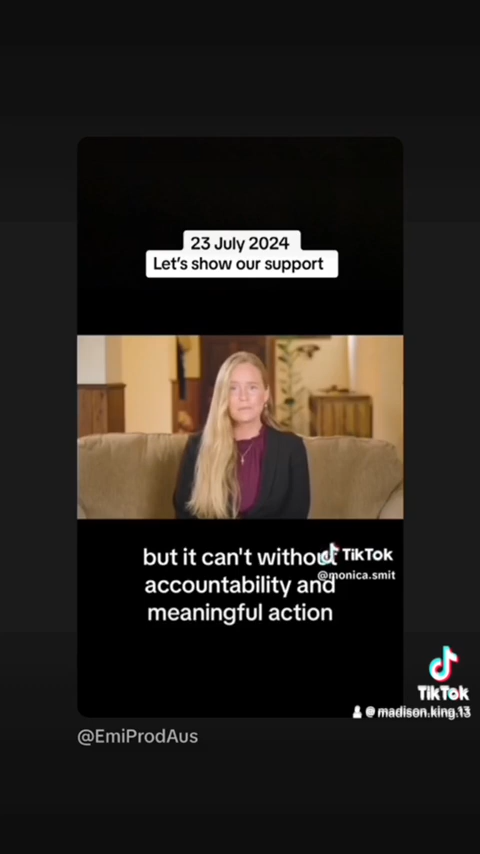 23 July 2024
Let's show our support
but it can't without
accountability and
meaningful action
TikTok
@monica.smit
TikTok
@madison.king.13
@EmiProdAus